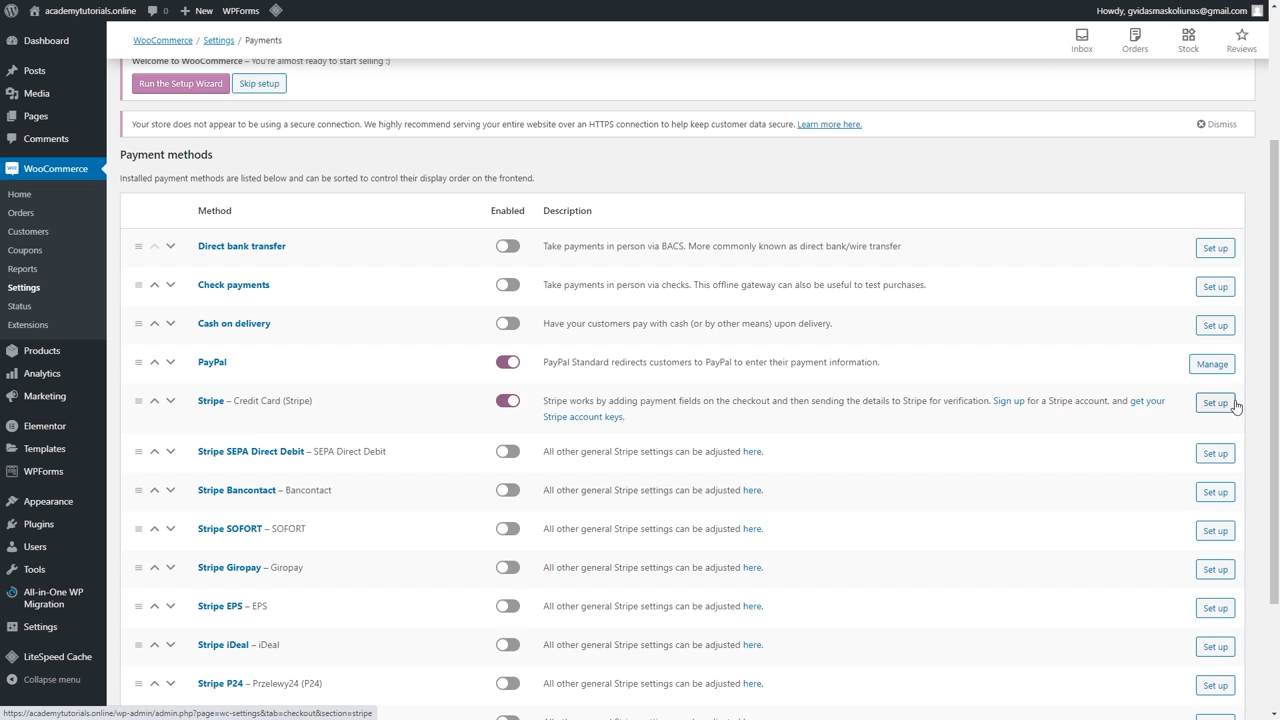 academytutorials.online 0 New WPForms Howdy, gvidasmaskoliunas@gmail.com
Dashboard
Posts
Media
Pages
Comments
WooCommerce
Home
Orders
Customers
Coupons
Reports
Settings
Status
Extensions
Products
Analytics
Marketing
Elementor
Templates
WPForms
Appearance
Plugins
Users
Tools
All-in-One WP
Migration
Settings
LiteSpeed Cache
Collapse menu
WooCommerce / Settings / Payments
Inbox Orders Stock Reviews
Welcome to WooCommerce – You're almost ready to start selling :)
Run the Setup Wizard Skip setup
Your store does not appear to be using a secure connection. We highly recommend serving your entire website over an HTTPS connection to help keep customer data secure. Learn more here. Dismiss
Payment methods
Installed payment methods are listed below and can be sorted to control their display order on the frontend.
Method Enabled Description
Direct bank transfer Take payments in person via BACS. More commonly known as direct bank/wire transfer Set up
Check payments Take payments in person via checks. This offline gateway can also be useful to test purchases. Set up
Cash on delivery Have your customers pay with cash (or by other means) upon delivery. Set up
PayPal PayPal Standard redirects customers to PayPal to enter their payment information. Manage
Stripe – Credit Card (Stripe) Stripe works by adding payment fields on the checkout and then sending the details to Stripe for verification. Sign up for a Stripe account, and get your Set up
Stripe account keys.
Stripe SEPA Direct Debit – SEPA Direct Debit All other general Stripe settings can be adjusted here. Set up
Stripe Bancontact – Bancontact All other general Stripe settings can be adjusted here. Set up
Stripe SOFORT – SOFORT All other general Stripe settings can be adjusted here. Set up
Stripe Giropay – Giropay All other general Stripe settings can be adjusted here. Set up
Stripe EPS – EPS All other general Stripe settings can be adjusted here. Set up
Stripe iDeal – iDeal All other general Stripe settings can be adjusted here. Set up
Stripe P24 – Przelewy24 (P24) All other general Stripe settings can be adjusted here. Set up
https://academytutorials.online/wp-admin/admin.php?page=wc-settings&tab=checkout&section=stripe